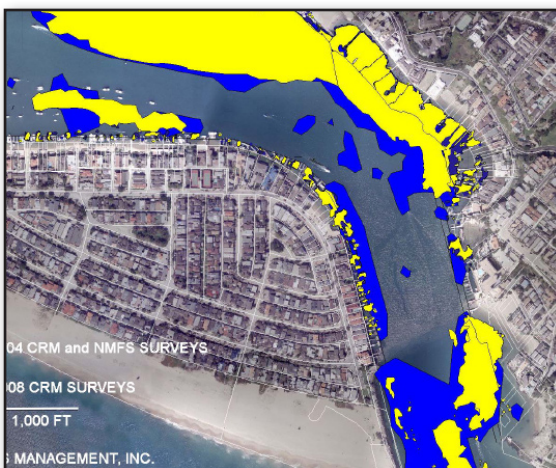 04 CRM and NMFS SURVEYS
08 CRM SURVEYS
1,000 FT
MANAGEMENT, INC.